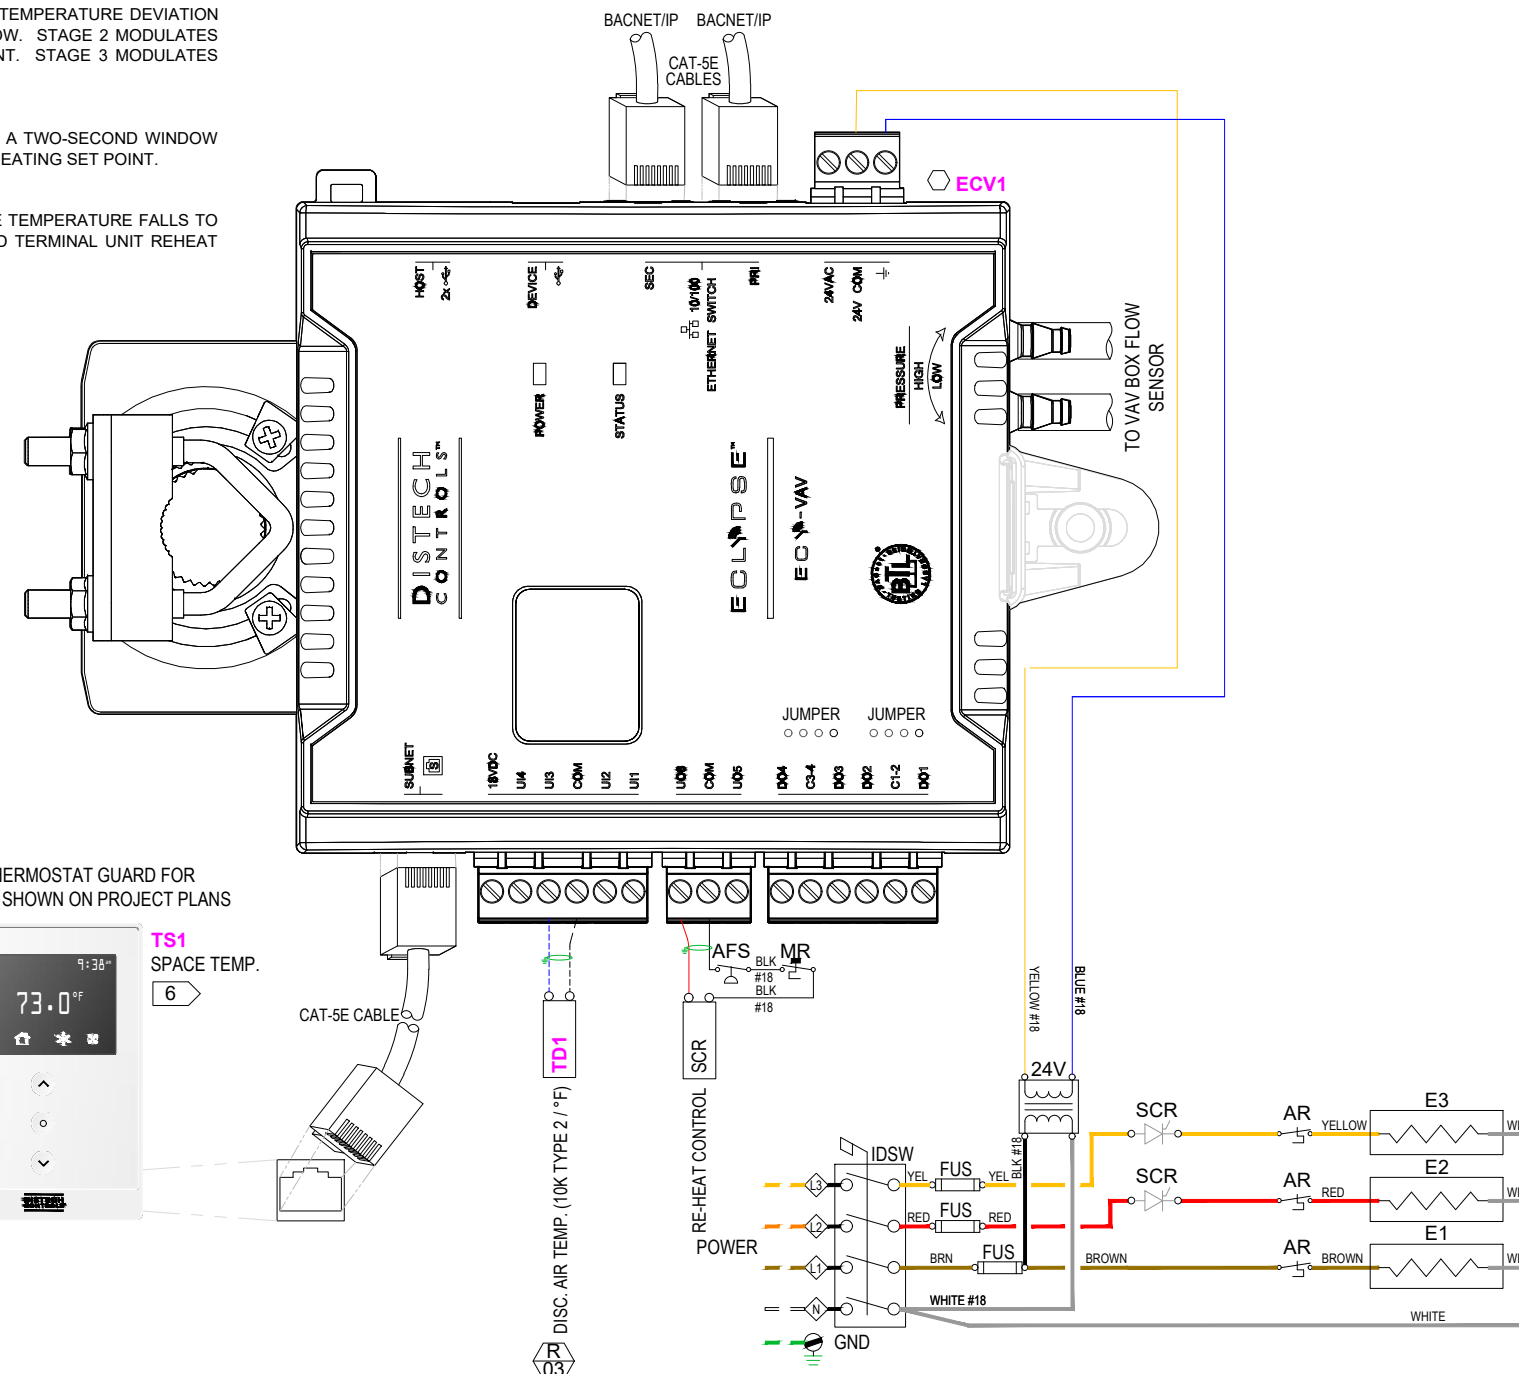 TEMPERATURE DEVIATION
OW. STAGE 2 MODULATES
NT. STAGE 3 MODULATES
A TWO-SECOND WINDOW
EATING SET POINT.
E TEMPERATURE FALLS TO
D TERMINAL UNIT REHEAT
BACNET/IP
BACNET/IP
CAT-5E
CABLES
ECV1
HOST
2x
DEVICE
SEC
10/100
ETHERNET SWITCH
PRI
24VAC
24V COM
PRESSURE
HIGH
LOW
TO VAV BOX FLOW
SENSOR
POWER
STATUS
DISTECH
CONTROLS™
ECLYPSE™
ECY-VAV
BTL
®
JUMPER
JUMPER
SUBNET
S
18VDC
UI4
UI3
COM
UI2
UI1
UO6
COM
UO5
DO4
C3-4
DO3
DO2
C1-2
DO1
HERMOSTAT GUARD FOR
SHOWN ON PROJECT PLANS
TS1
SPACE TEMP.
6
9:38
73.0°F
CAT-5E CABLE
TD1
DISC. AIR TEMP. (10K TYPE 2 / °F)
R
03
AFS
BLK
#18
MR
BLK
#18
SCR
RE-HEAT CONTROL
YELLOW #18
BLUE #18
24V
BLK #18
IDSW
POWER
L3
YEL
FUS
YEL
SCR
AR
YELLOW
E3
L2
RED
FUS
RED
SCR
AR
RED
E2
L1
BRN
FUS
BROWN
AR
BROWN
E1
N
WHITE #18
WHITE
GND